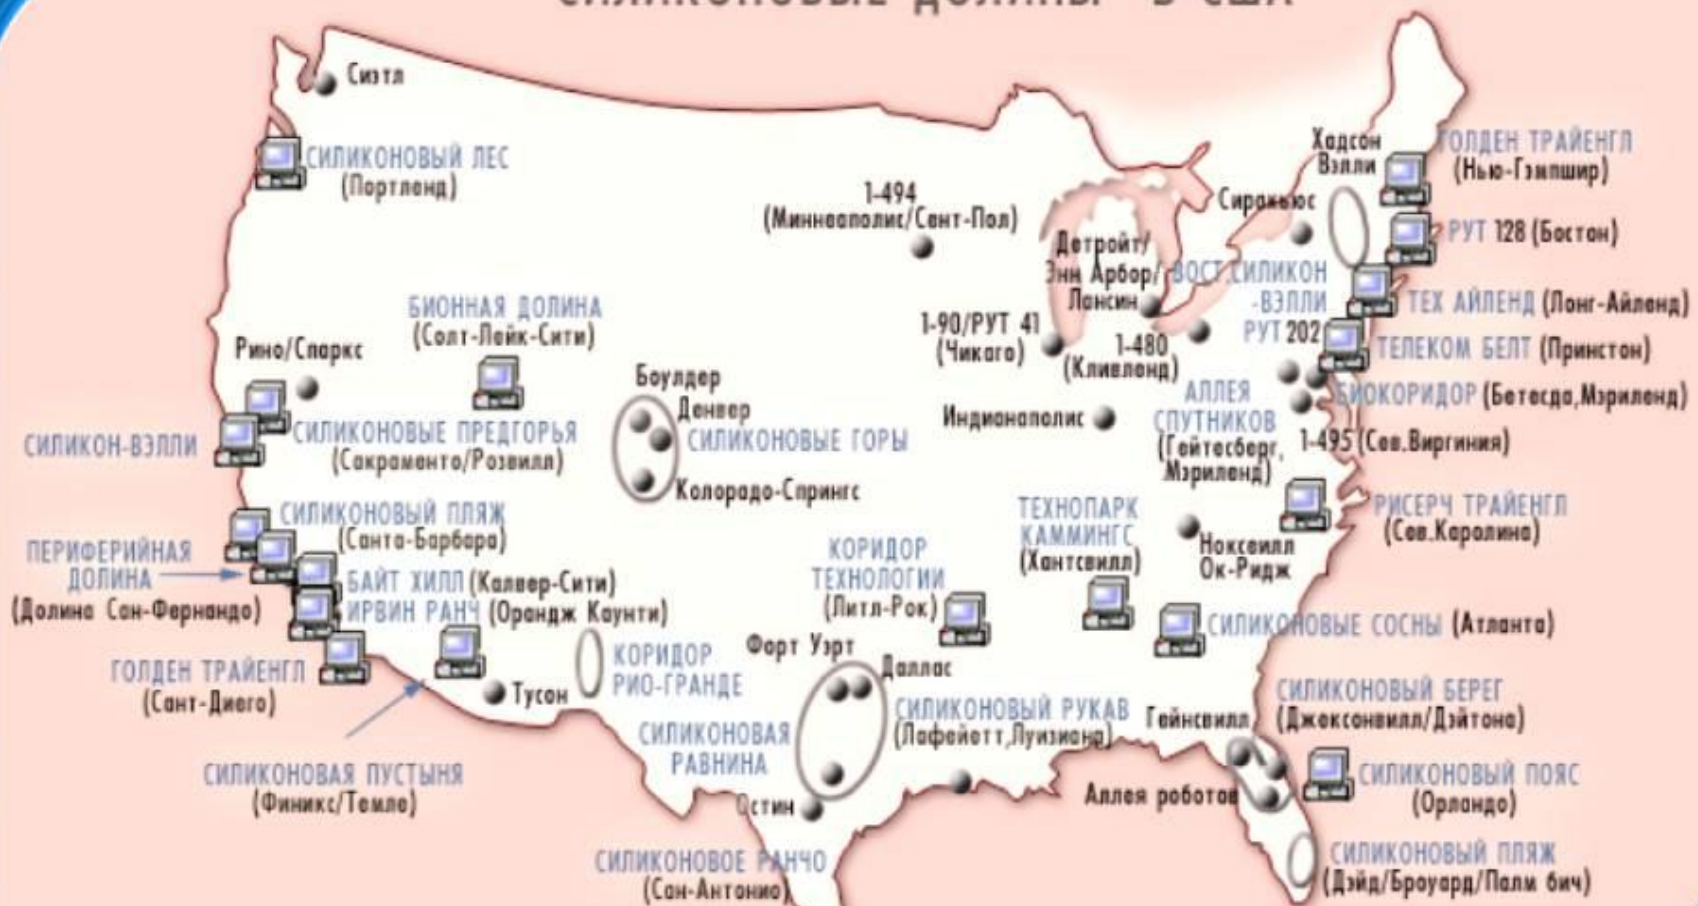 СИЛИКОНОВЫЕ ДОЛИНЫ В США
Сиэтл
СИЛИКОНОВЫЙ ЛЕС
(Портленд)
1-494
(Миннеаполис/Сент-Пол)
Хадсон
Вэлли
ГОЛДЕН ТРАЙЕНГЛ
(Нью-Гэмпшир)
Сиракьюс
РУТ 128 (Бостон)
Детройт/
Энн Арбор/
Лансин
ВОСТ.СИЛИКОН
-ВЭЛЛИ
РУТ 202
ТЕХ АЙЛЕНД (Лонг-Айленд)
БИОННАЯ ДОЛИНА
(Солт-Лейк-Сити)
1-90/РУТ 41
(Чикаго)
1-480
(Кливленд)
ТЕЛЕКОМ БЕЛТ (Принстон)
Рино/Спаркс
Боулдер
Денвер
СИЛИКОНОВЫЕ ГОРЫ
Колорадо-Спрингс
Индианаполис
АЛЛЕЯ
СПУТНИКОВ
(Гейтесберг,
Мэриленд)
БИОКОРИДОР (Бетесда,Мэриленд)
1-495 (Сев.Виргиния)
СИЛИКОН-ВЭЛЛИ
СИЛИКОНОВЫЕ ПРЕДГОРЬЯ
(Сакраменто/Розвилл)
СИЛИКОНОВЫЙ ПЛЯЖ
(Санта-Барбара)
ПЕРИФЕРИЙНАЯ
ДОЛИНА
(Долина Сан-Фернандо)
БАЙТ ХИЛЛ (Калвер-Сити)
ИРВИН РАНЧ (Орандж Каунти)
ГОЛДЕН ТРАЙЕНГЛ
(Сант-Диего)
Тусон
КОРИДОР
РИО-ГРАНДЕ
СИЛИКОНОВАЯ ПУСТЫНЯ
(Финикс/Темпе)
КОРИДОР
ТЕХНОЛОГИИ
(Литл-Рок)
ТЕХНОПАРК
КАММИНГС
(Хантсвилл)
Ноксвилл
Ок-Ридж
РИСЕРЧ ТРАЙЕНГЛ
(Сев.Каролина)
СИЛИКОНОВЫЕ СОСНЫ (Атланта)
Форт Уэрт
Даллас
СИЛИКОНОВАЯ
РАВНИНА
СИЛИКОНОВЫЙ РУКАВ
(Лафейетт,Луизиана)
Остин
СИЛИКОНОВОЕ РАНЧО
(Сан-Антонио)
Гейнсвилл
СИЛИКОНОВЫЙ БЕРЕГ
(Джексонвилл/Дэйтона)
Аллея роботов
СИЛИКОНОВЫЙ ПОЯС
(Орландо)
СИЛИКОНОВЫЙ ПЛЯЖ
(Дэйд/Броуард/Палм бич)